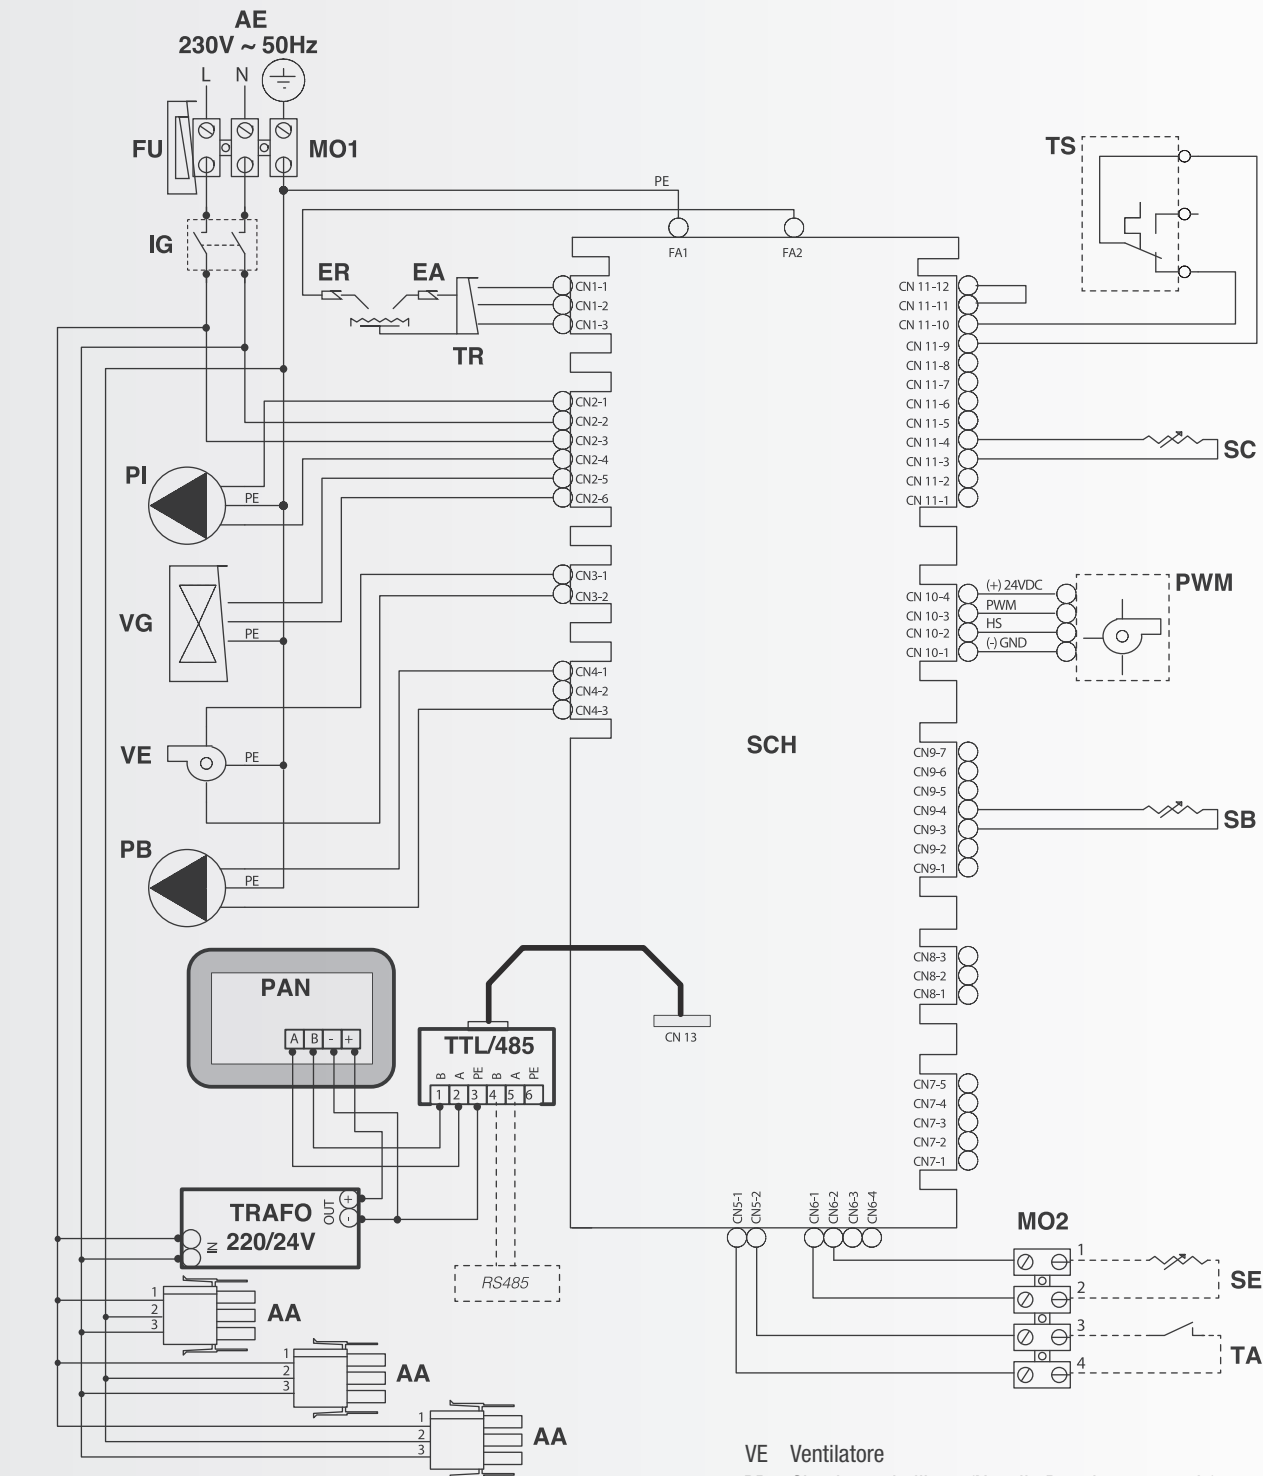 AE
230V ~ 50Hz
L N
FU
MO1
IG
PE
FA1
FA2
TS
ER
EA
TR
CN1-1
CN1-2
CN1-3
CN 11-12
CN 11-11
CN 11-10
CN 11-9
CN 11-8
CN 11-7
CN 11-6
CN 11-5
CN 11-4
CN 11-3
CN 11-2
CN 11-1
CN2-1
CN2-2
CN2-3
CN2-4
CN2-5
CN2-6
SC
PI
PE
VG
PE
CN3-1
CN3-2
CN 10-4
CN 10-3
CN 10-2
CN 10-1
(+) 24VDC
PWM
HS
(-) GND
PWM
CN4-1
CN4-2
CN4-3
SCH
VE
PE
PB
PE
CN9-7
CN9-6
CN9-5
CN9-4
CN9-3
CN9-2
CN9-1
SB
CN8-3
CN8-2
CN8-1
PAN
A B - +
TTL/485
B A PE B A PE
1 2 3 4 5 6
CN 13
CN7-5
CN7-4
CN7-3
CN7-2
CN7-1
TRAFO
220/24V
IN
OUT
+
-
RS485
CN5-1
CN5-2
CN6-1
CN6-2
CN6-3
CN6-4
MO2
1
2
3
4
SE
TA
1
2
3
AA
1
2
3
AA
1
2
3
AA
VE Ventilatore